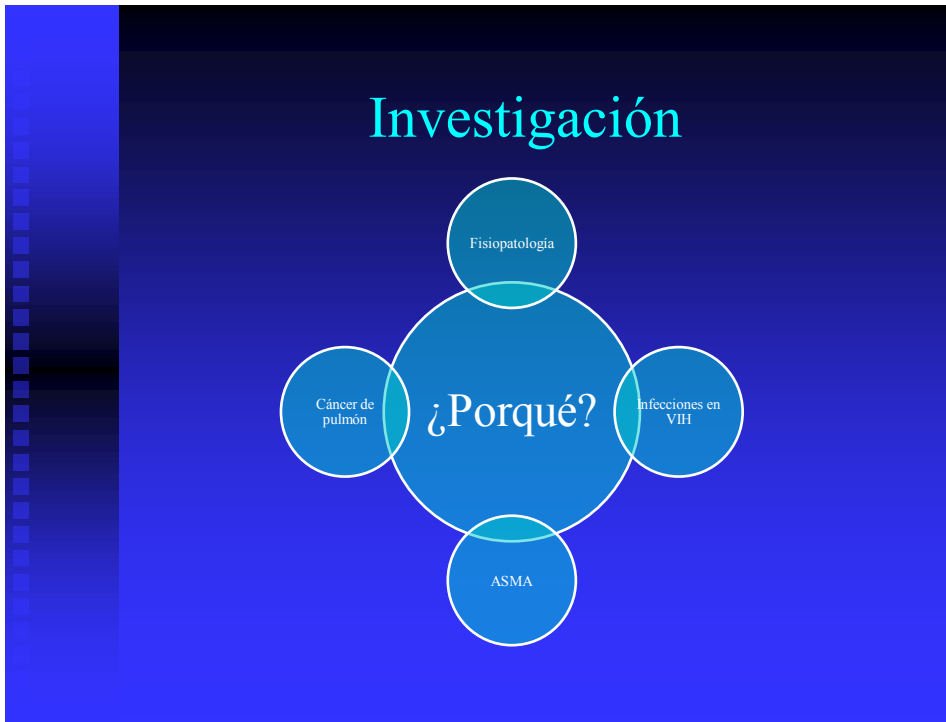 Investigación
Fisiopatología
Cáncer de
pulmón
¿Porqué?
Infecciones en
VIH
ASMA